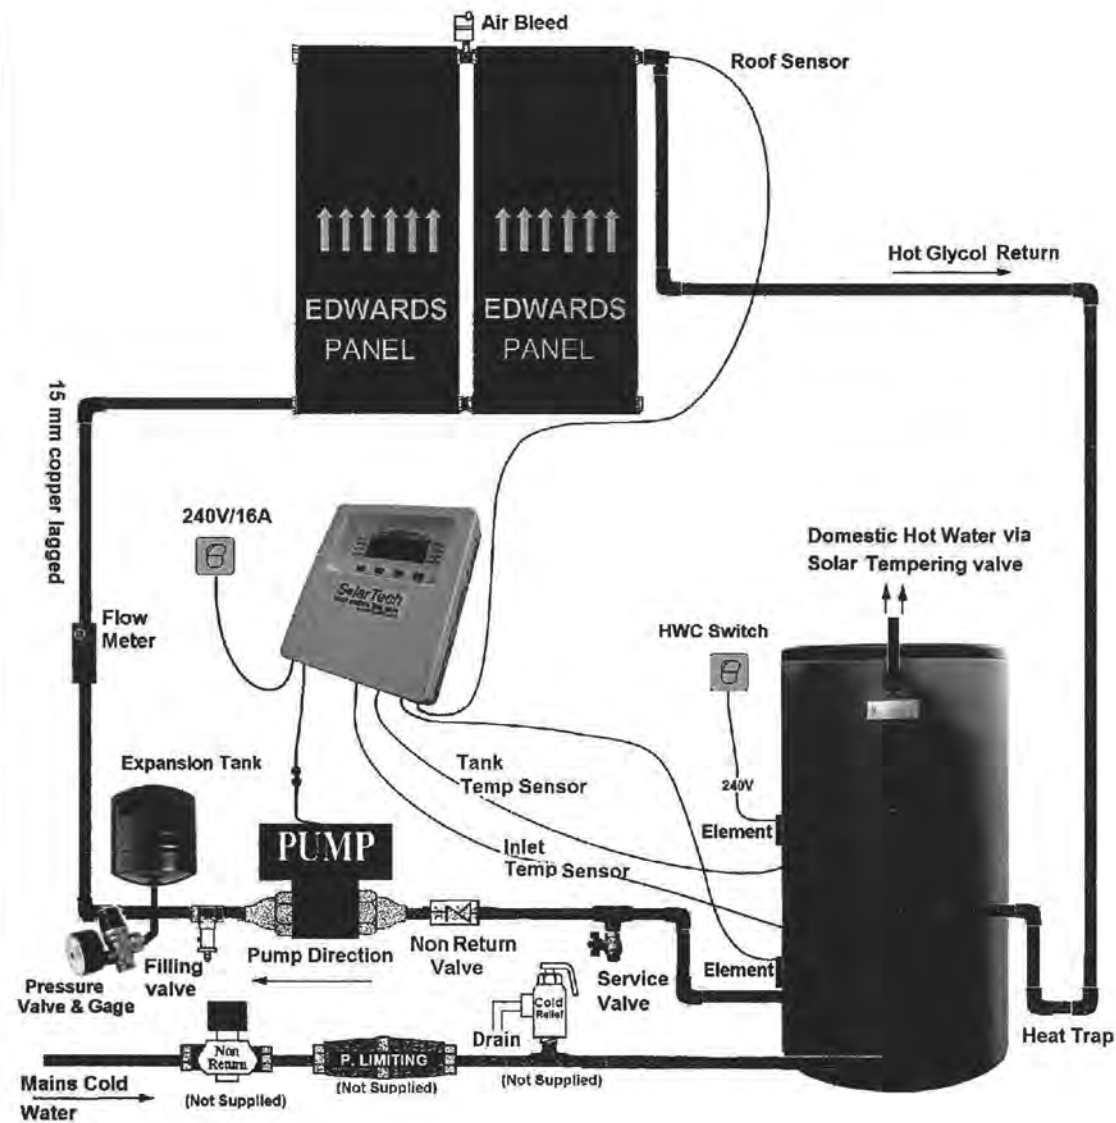 Air Bleed
Roof Sensor
Hot Glycol Return
EDWARDS
PANEL
EDWARDS
PANEL
15 mm copper lagged
240V/16A
SolarTech
Domestic Hot Water via
Solar Tempering valve
Flow
Meter
HWC Switch
Expansion Tank
Tank
Temp Sensor
240V
Element
PUMP
Inlet
Temp Sensor
Pump Direction
Non Return
Valve
Filling
valve
Service
Valve
Element
Pressure
Valve & Gage
Cold
Relief
Drain
Heat Trap
Non
Return
P. LIMITING
(Not Supplied)
(Not Supplied)
(Not Supplied)
Mains Cold
Water